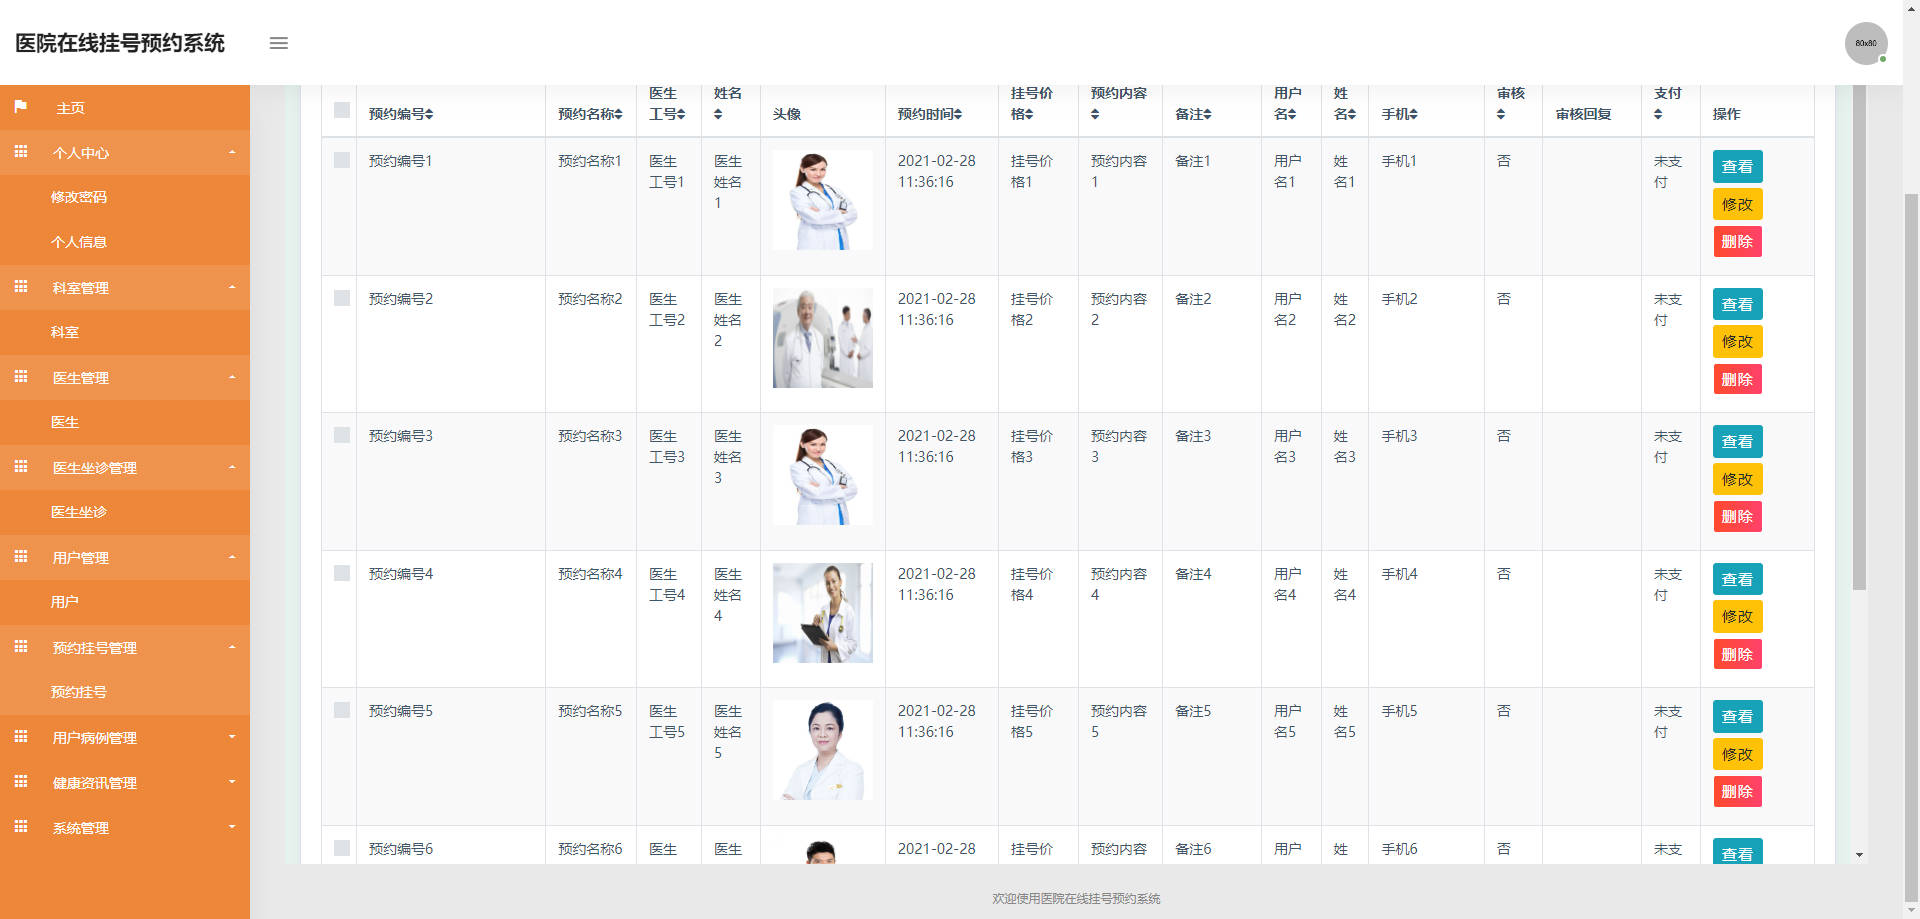 医院在线挂号预约系统
80x80
主页
个人中心
修改密码
个人信息
科室管理
科室
医生管理
医生
医生坐诊管理
医生坐诊
用户管理
用户
预约挂号管理
预约挂号
用户病例管理
健康资讯管理
系统管理
预约编号
预约名称
医生
工号
姓名
头像
预约时间
挂号价
格
预约内容
备注
用户
名
姓
名
手机
审核
审核回复
支付
操作
预约编号1
预约名称1
医生
工号1
医生
姓名
1
2021-02-28
11:36:16
挂号价
格1
预约内容
1
备注1
用户
名1
姓
名1
手机1
否
未支
付
查看
修改
删除
预约编号2
预约名称2
医生
工号2
医生
姓名
2
2021-02-28
11:36:16
挂号价
格2
预约内容
2
备注2
用户
名2
姓
名2
手机2
否
未支
付
查看
修改
删除
预约编号3
预约名称3
医生
工号3
医生
姓名
3
2021-02-28
11:36:16
挂号价
格3
预约内容
3
备注3
用户
名3
姓
名3
手机3
否
未支
付
查看
修改
删除
预约编号4
预约名称4
医生
工号4
医生
姓名
4
2021-02-28
11:36:16
挂号价
格4
预约内容
4
备注4
用户
名4
姓
名4
手机4
否
未支
付
查看
修改
删除
预约编号5
预约名称5
医生
工号5
医生
姓名
5
2021-02-28
11:36:16
挂号价
格5
预约内容
5
备注5
用户
名5
姓
名5
手机5
否
未支
付
查看
修改
删除
预约编号6
预约名称6
医生
医生
2021-02-28
挂号价
预约内容
备注6
用户
姓
手机6
否
未支
查看
欢迎使用医院在线挂号预约系统